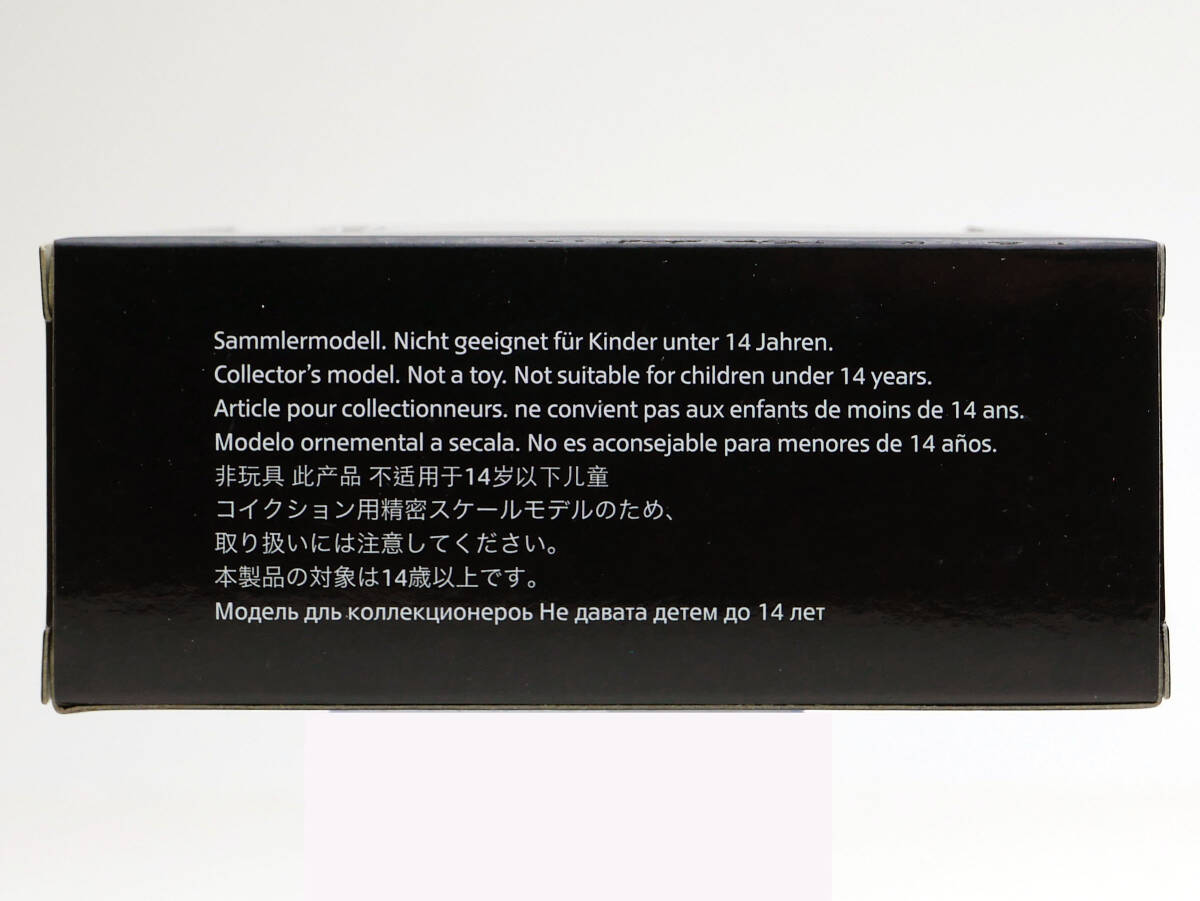 Sammlermodell. Nicht geeignet für Kinder unter 14 Jahren.
Collector's model. Not a toy. Not suitable for children under 14 years.
Article pour collectionneurs. ne convient pas aux enfants de moins de 14 ans.
Modelo ornemental a secala. No es aconsejable para menores de 14 años.
非玩具 此产品 不适用于14岁以下儿童
コイクション用精密スケールモデルのため、
取り扱いには注意してください。
本製品の対象は14歳以上です。
Модель дль коллекционероь Не давата детем до 14 лет